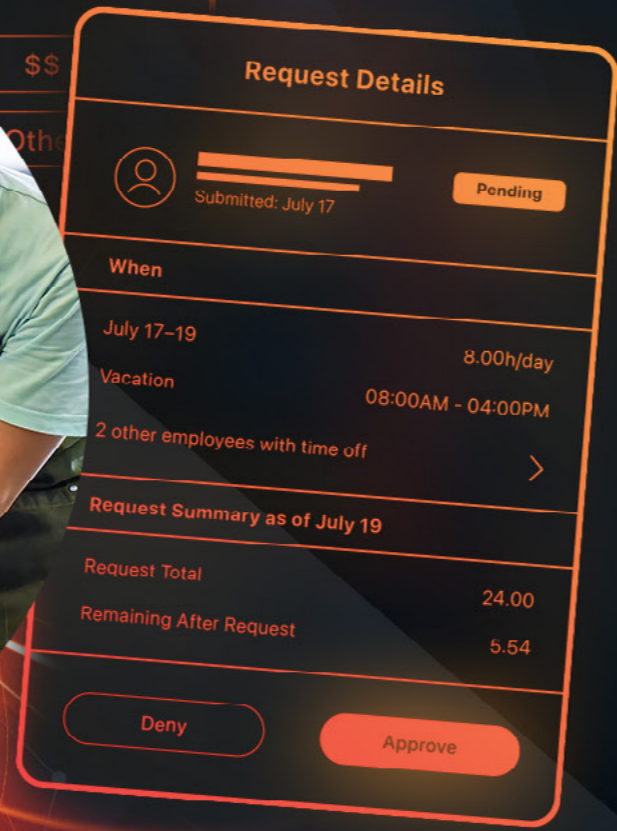 $$
Request Details
Submitted: July 17
Pending
When
July 17–19
8.00h/day
Vacation
08:00AM - 04:00PM
2 other employees with time off
Request Summary as of July 19
Request Total
24.00
Remaining After Request
5.54
Deny
Approve